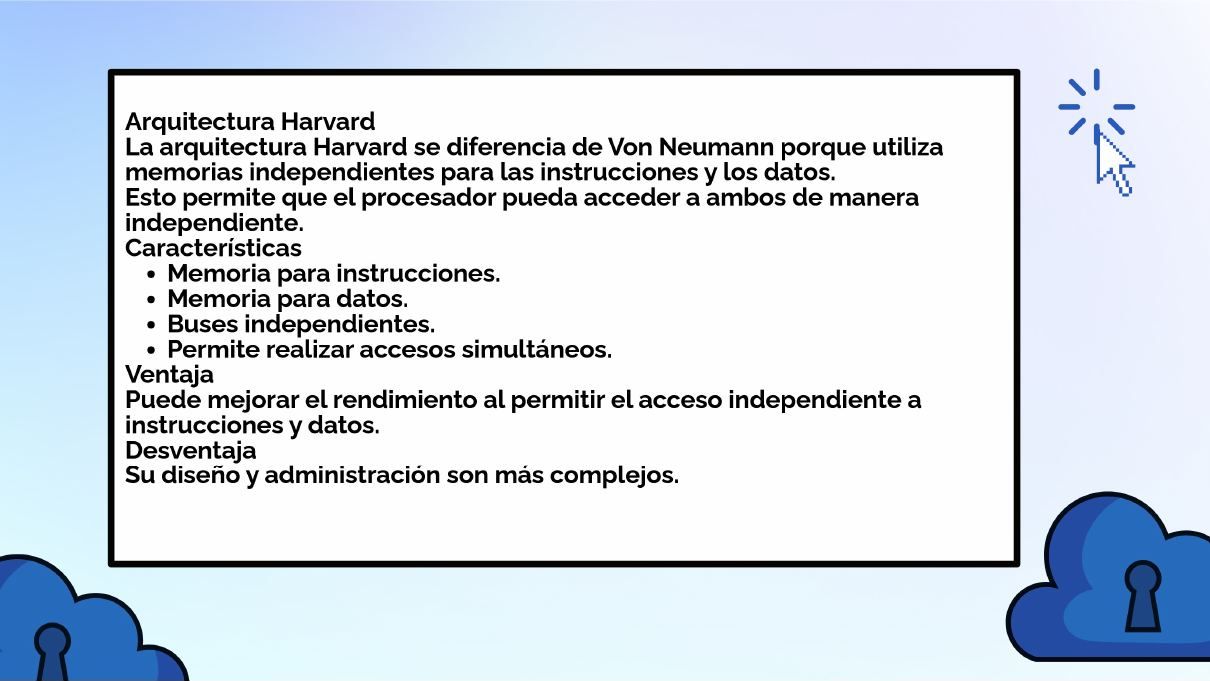 Arquitectura Harvard
La arquitectura Harvard se diferencia de Von Neumann porque utiliza
memorias independientes para las instrucciones y los datos.
Esto permite que el procesador pueda acceder a ambos de manera
independiente.
Características
• Memoria para instrucciones.
• Memoria para datos.
• Buses independientes.
• Permite realizar accesos simultáneos.
Ventaja
Puede mejorar el rendimiento al permitir el acceso independiente a
instrucciones y datos.
Desventaja
Su diseño y administración son más complejos.